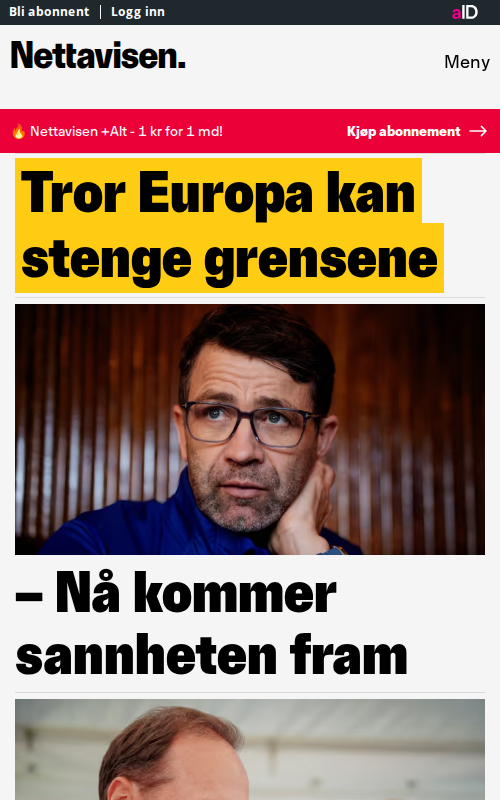 Bli abonnent | Logg inn
aID
Nettavisen.
Meny
🔥 Nettavisen +Alt - 1 kr for 1 md!
Kjøp abonnement →
Tror Europa kan
stenge grensene
– Nå kommer
sannheten fram